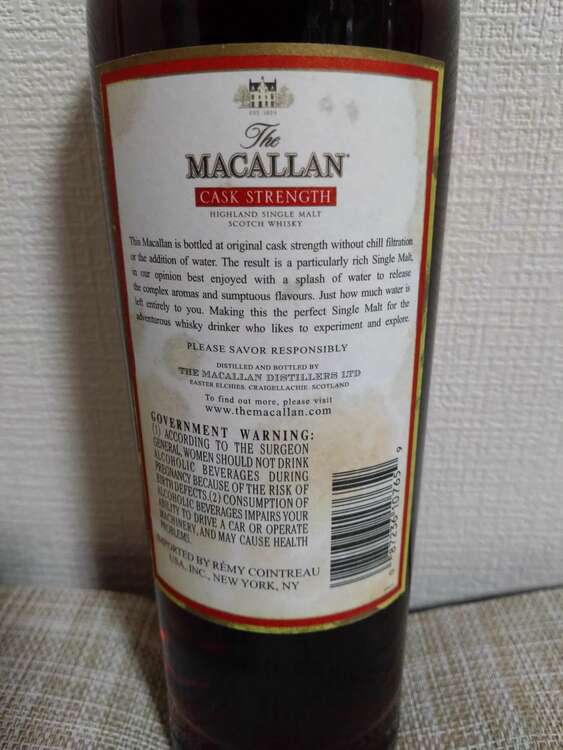 EST. 1824
The
MACALLAN
CASK STRENGTH
HIGHLAND SINGLE MALT
SCOTCH WHISKY
This Macallan is bottled at original cask strength without chill filtration
or the addition of water. The result is a particularly rich Single Malt,
in our opinion best enjoyed with a splash of water to release
the complex aromas and sumptuous flavours. Just how much water is
left entirely to you. Making this the perfect Single Malt for the
adventurous whisky drinker who likes to experiment and explore.
PLEASE SAVOR RESPONSIBLY
DISTILLED AND BOTTLED BY
THE MACALLAN DISTILLERS LTD
EASTER ELCHIES, CRAIGELLACHIE, SCOTLAND
To find out more, please visit
www.themacallan.com
GOVERNMENT WARNING:
(1) ACCORDING TO THE SURGEON
GENERAL, WOMEN SHOULD NOT DRINK
ALCOHOLIC BEVERAGES DURING
PREGNANCY BECAUSE OF THE RISK OF
BIRTH DEFECTS. (2) CONSUMPTION OF
ALCOHOLIC BEVERAGES IMPAIRS YOUR
ABILITY TO DRIVE A CAR OR OPERATE
MACHINERY, AND MAY CAUSE HEALTH
PROBLEMS.
IMPORTED BY RÉMY COINTREAU
USA, INC., NEW YORK, NY
0 87236 10765 9